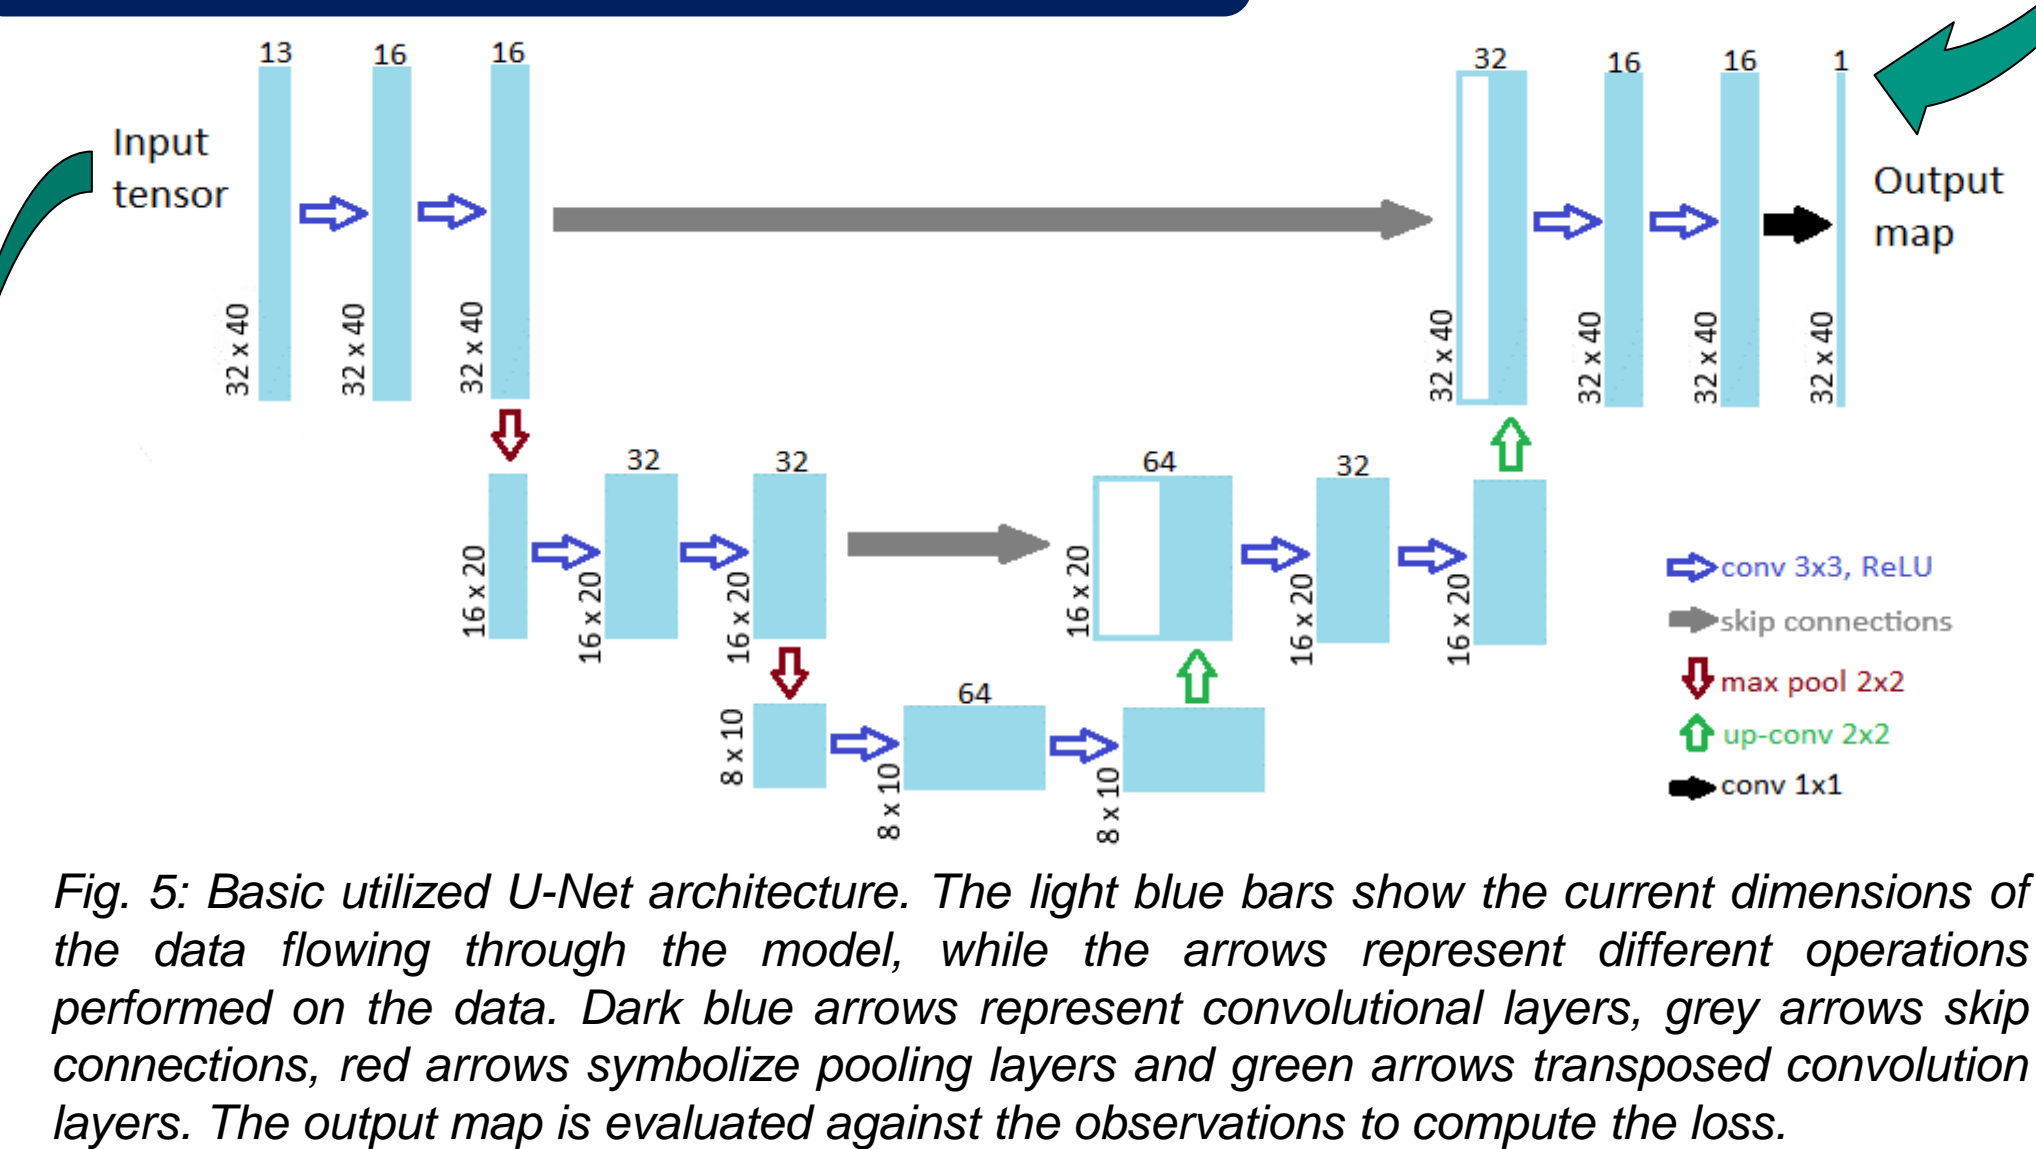 13
16
16
32
16
16
1
Input
tensor
Output
map
32 x 40
32 x 40
32 x 40
32 x 40
32 x 40
32 x 40
32 x 40
32
32
64
32
16 x 20
16 x 20
16 x 20
16 x 20
16 x 20
16 x 20
64
8 x 10
8 x 10
8 x 10
conv 3x3, ReLU
skip connections
max pool 2x2
up-conv 2x2
conv 1x1
Fig. 5: Basic utilized U-Net architecture. The light blue bars show the current dimensions of
the data flowing through the model, while the arrows represent different operations
performed on the data. Dark blue arrows represent convolutional layers, grey arrows skip
connections, red arrows symbolize pooling layers and green arrows transposed convolution
layers. The output map is evaluated against the observations to compute the loss.